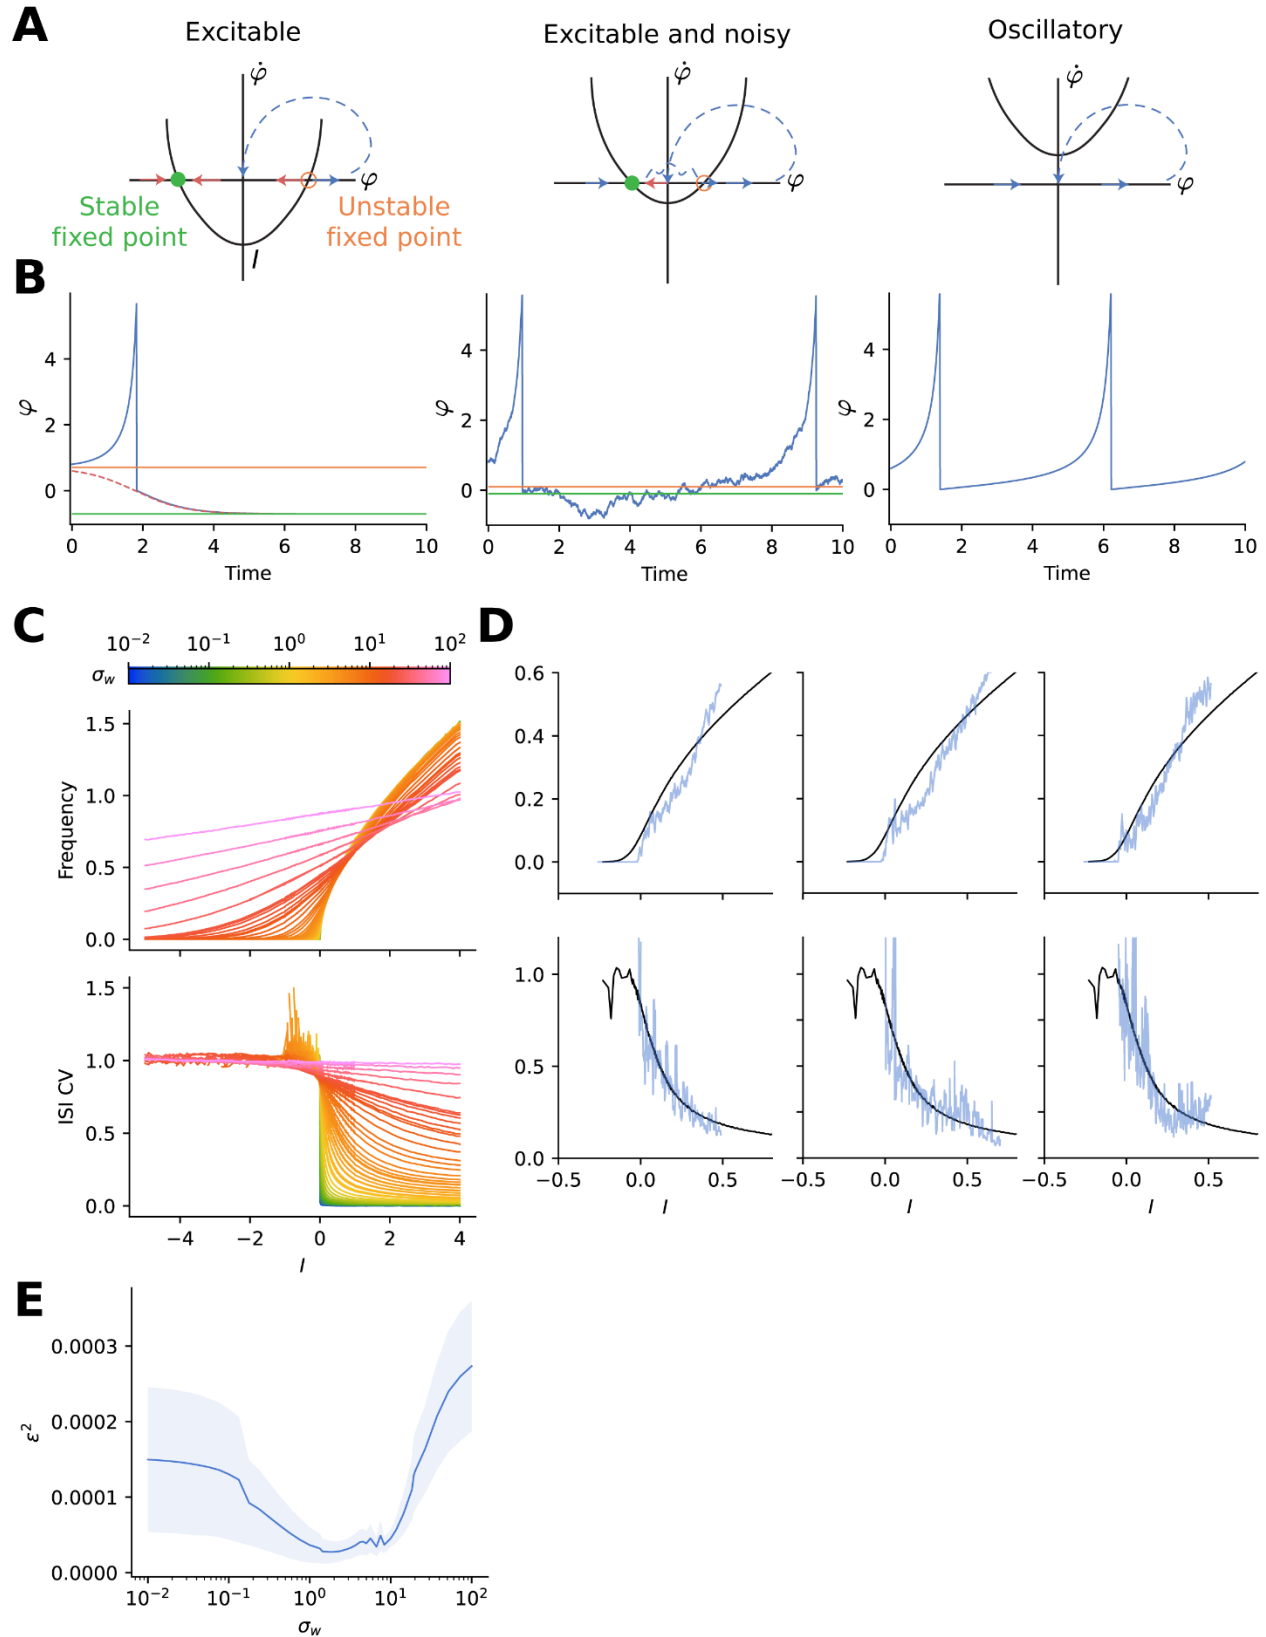 A
Excitable
Excitable and noisy
Oscillatory
φ̇
φ̇
φ̇
φ
φ
φ
Stable
fixed point
Unstable
fixed point
I
B
φ
4
2
0
0 2 4 6 8 10
Time
φ
4
2
0
0 2 4 6 8 10
Time
φ
4
2
0
0 2 4 6 8 10
Time
C
10⁻² 10⁻¹ 10⁰ 10¹ 10²
σ_w
Frequency
1.5
1.0
0.5
0.0
ISI CV
1.5
1.0
0.5
0.0
−4 −2 0 2 4
I
D
0.6
0.4
0.2
0.0
1.0
0.5
0.0
−0.5 0.0 0.5
I
−0.5 0.0 0.5
I
−0.5 0.0 0.5
I
E
ε²
0.0003
0.0002
0.0001
0.0000
10⁻² 10⁻¹ 10⁰ 10¹ 10²
σ_w